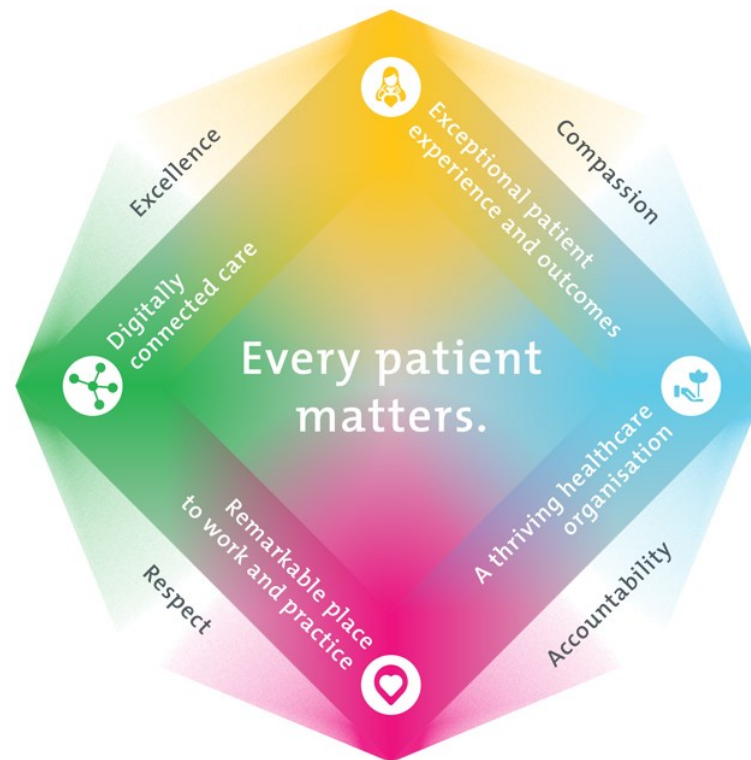 Excellence
Compassion
Exceptional patient
experience and outcomes
Digitally
connected care
Every patient
matters.
Remarkable place
to work and practice
A thriving healthcare
organisation
Respect
Accountability